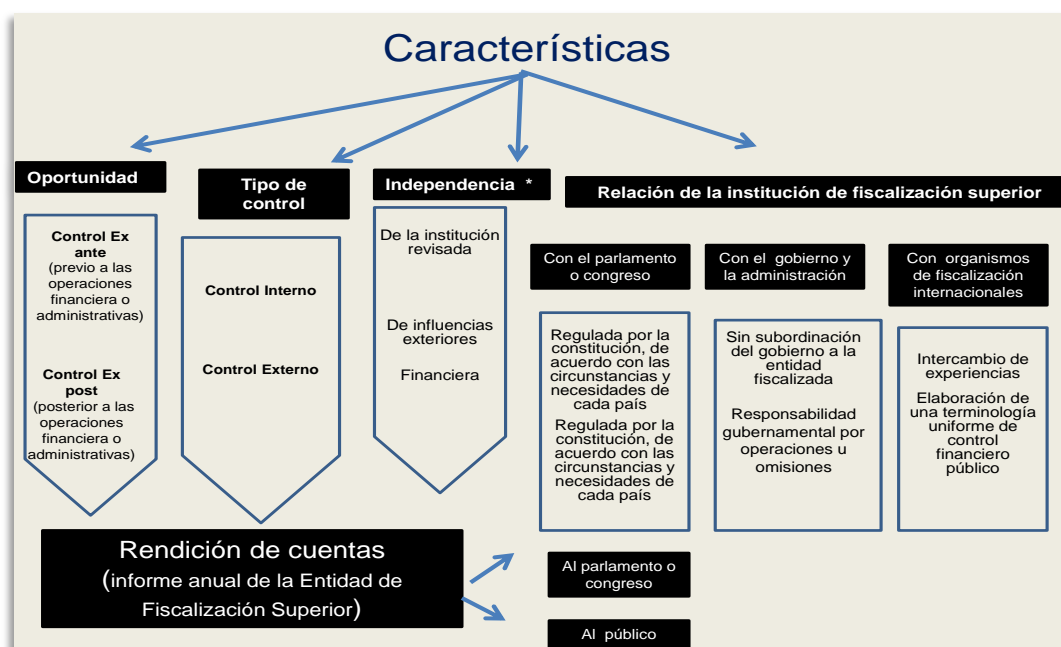 Características
Oportunidad
Control Ex
ante
(previo a las
operaciones
financiera o
administrativas)
Control Ex
post
(posterior a las
operaciones
financiera o
administrativas)
Tipo de
control
Control Interno
Control Externo
Independencia *
De la institución
revisada
De influencias
exteriores
Financiera
Relación de la institución de fiscalización superior
Con el parlamento
o congreso
Regulada por la
constitución, de
acuerdo con las
circunstancias y
necesidades de
cada país
Regulada por la
constitución, de
acuerdo con las
circunstancias y
necesidades de
cada país
Con el gobierno y
la administración
Sin subordinación
del gobierno a la
entidad
fiscalizada
Responsabilidad
gubernamental por
operaciones u
omisiones
Con organismos
de fiscalización
internacionales
Intercambio de
experiencias
Elaboración de
una terminología
uniforme de
control
financiero
público
Rendición de cuentas
(informe anual de la Entidad de
Fiscalización Superior)
Al parlamento o
congreso
Al público